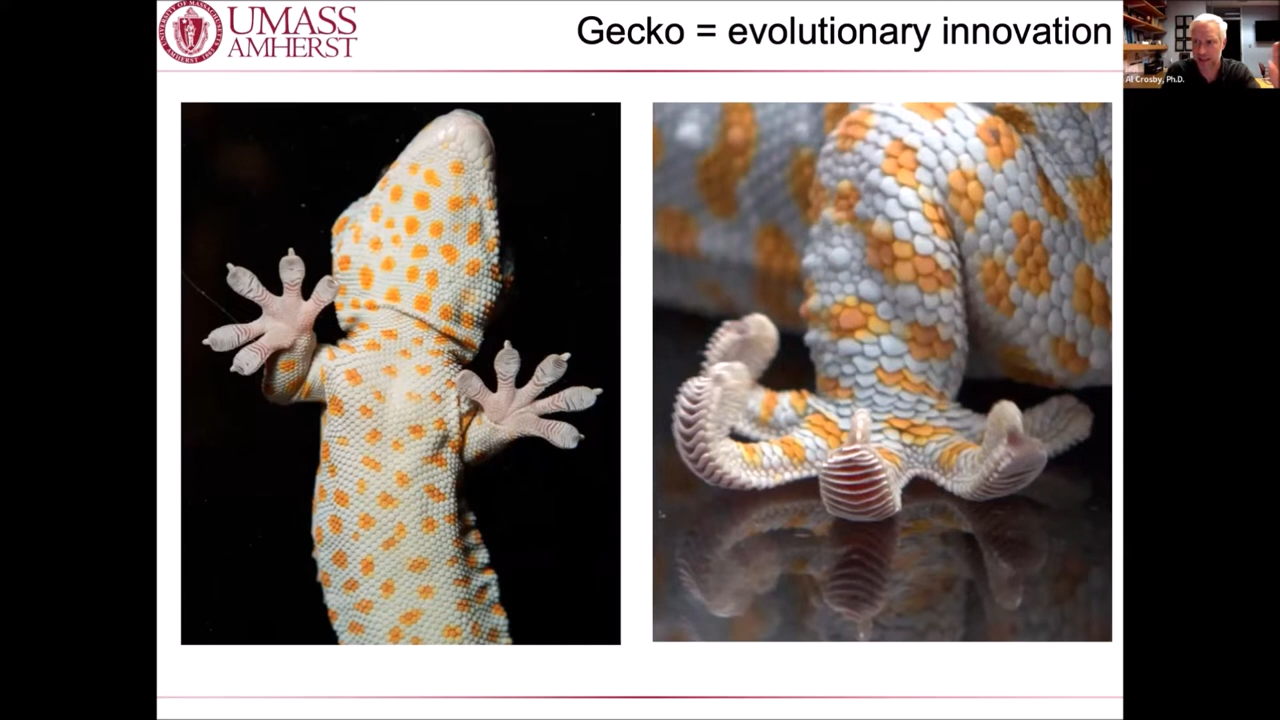 UMASS
AMHERST
Gecko = evolutionary innovation
Al Crosby, Ph.D.